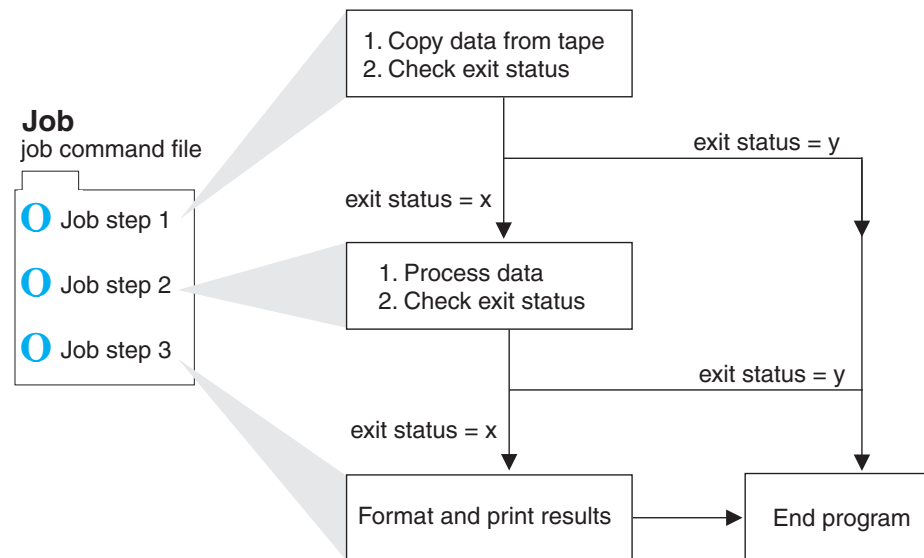 1. Copy data from tape
2. Check exit status
Job
job command file
O Job step 1
O Job step 2
O Job step 3
exit status = y
exit status = x
1. Process data
2. Check exit status
exit status = y
exit status = x
Format and print results
End program